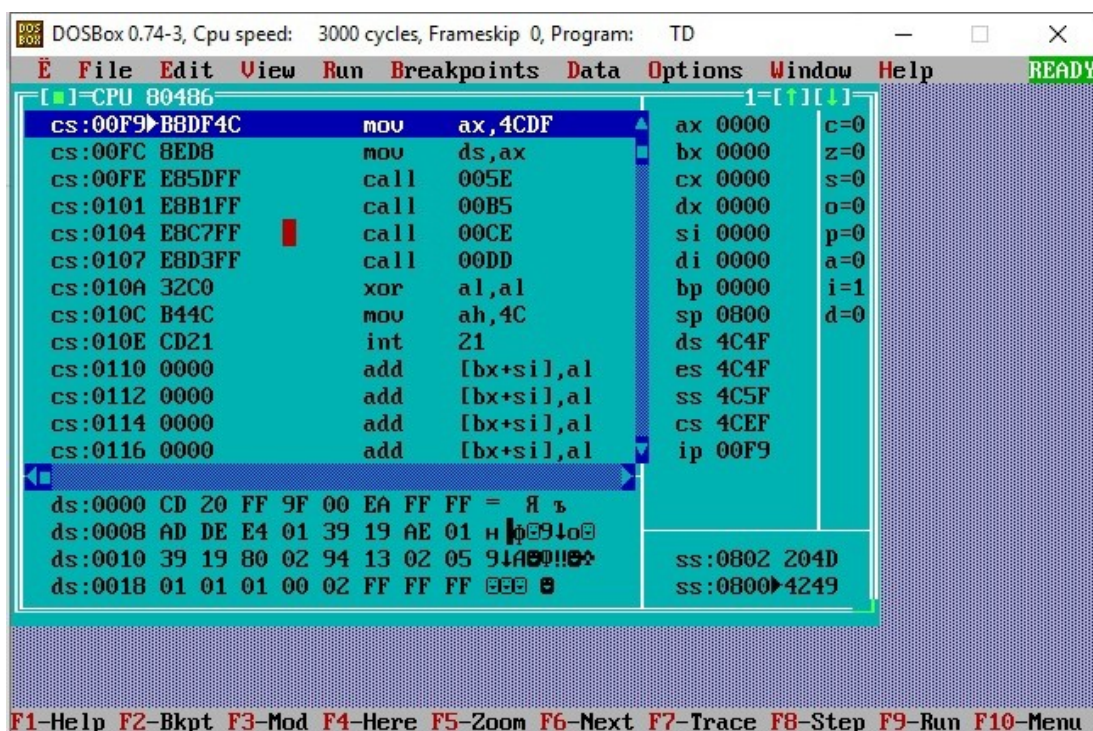 DOSBox 0.74-3, Cpu speed: 3000 cycles, Frameskip 0, Program: TD
Ë File Edit View Run Breakpoints Data Options Window Help READY
[■]=CPU 80486 1=[↑][↓]
cs:00F9►B8DF4C mov ax,4CDF ax 0000 c=0
cs:00FC 8ED8 mov ds,ax bx 0000 z=0
cs:00FE E85DFF call 005E cx 0000 s=0
cs:0101 E8B1FF call 00B5 dx 0000 o=0
cs:0104 E8C7FF call 00CE si 0000 p=0
cs:0107 E8D3FF call 00DD di 0000 a=0
cs:010A 32C0 xor al,al bp 0000 i=1
cs:010C B44C mov ah,4C sp 0800 d=0
cs:010E CD21 int 21 ds 4C4F
cs:0110 0000 add [bx+si],al es 4C4F
cs:0112 0000 add [bx+si],al ss 4C5F
cs:0114 0000 add [bx+si],al cs 4CEF
cs:0116 0000 add [bx+si],al ip 00F9
ds:0000 CD 20 FF 9F 00 EA FF FF = Я ъ
ds:0008 AD DE E4 01 39 19 AE 01 н ▐ф☺9↓о☺
ds:0010 39 19 80 02 94 13 02 05 9↓А☻Ф‼☻♣ ss:0802 204D
ds:0018 01 01 01 00 02 FF FF FF ☺☺☺ ☻ ss:0800►4249
F1-Help F2-Bkpt F3-Mod F4-Here F5-Zoom F6-Next F7-Trace F8-Step F9-Run F10-Menu